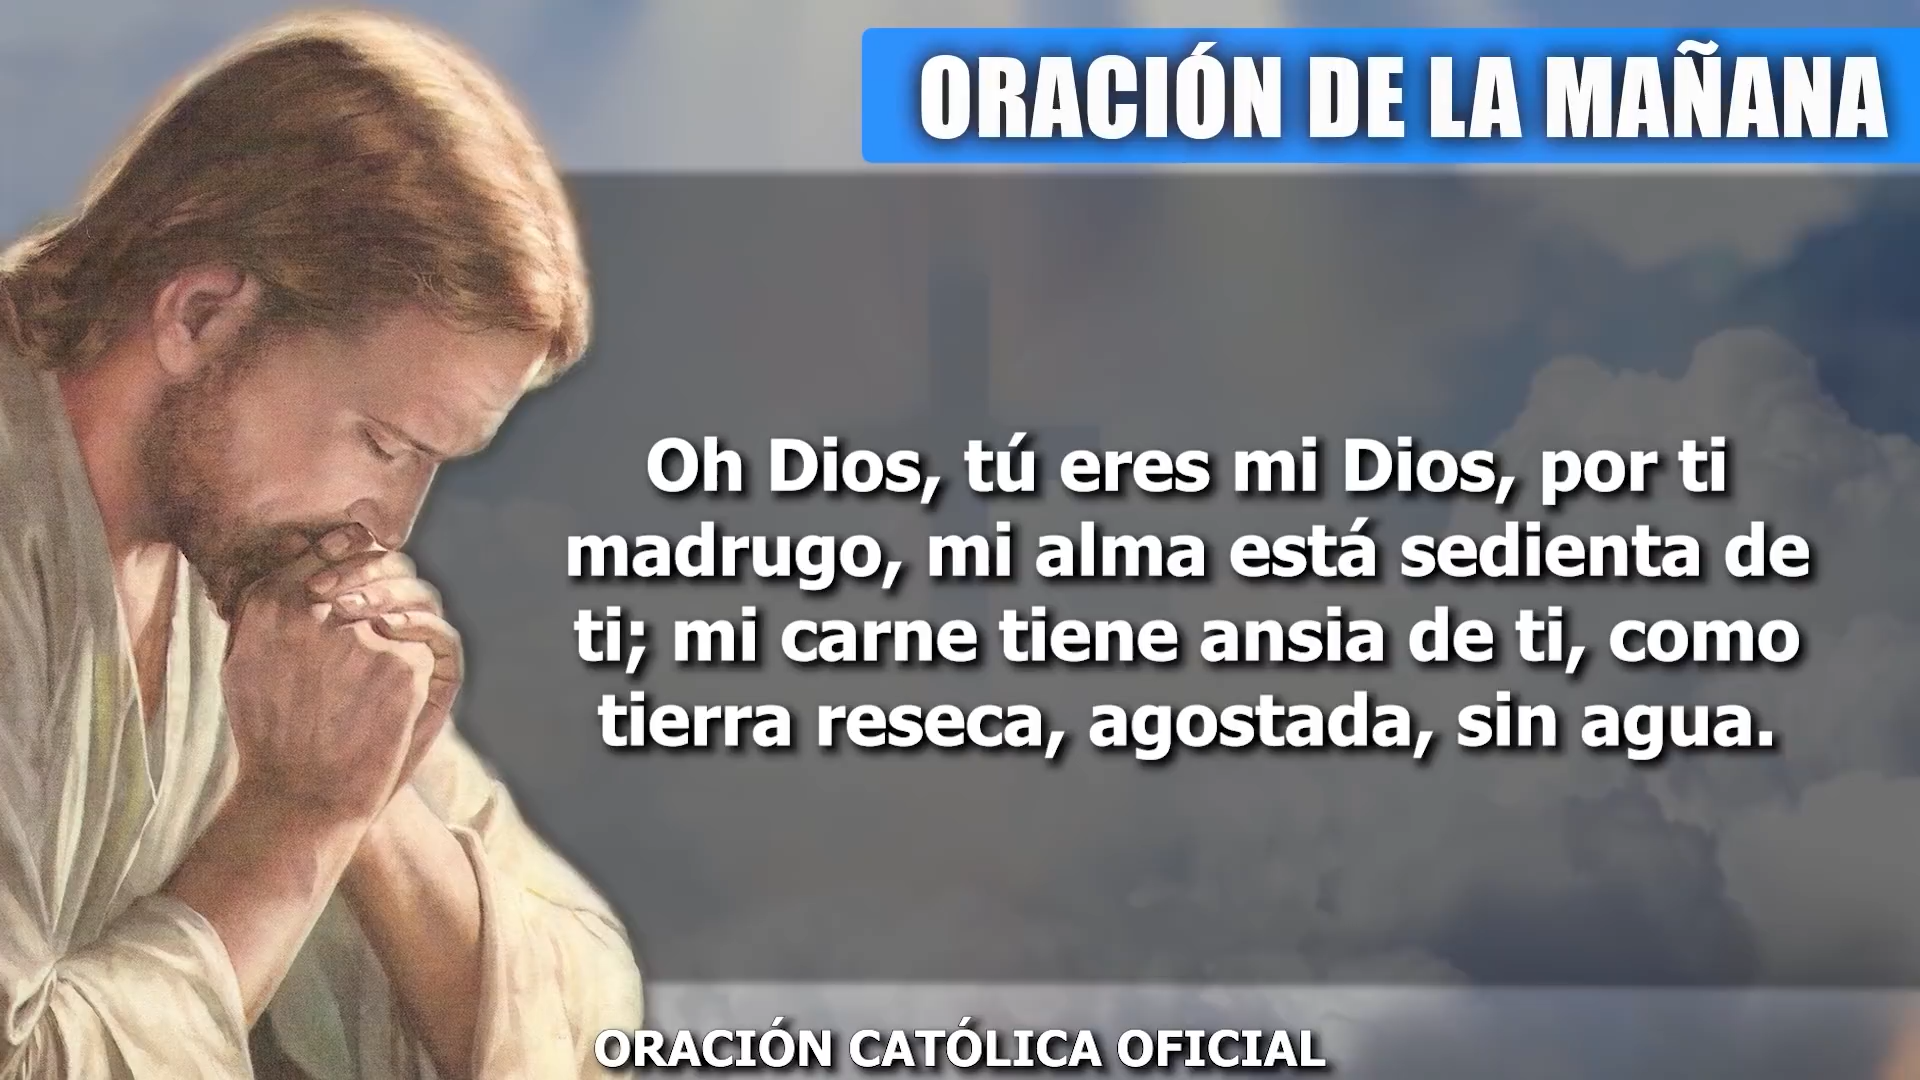 ORACIÓN DE LA MAÑANA
Oh Dios, tú eres mi Dios, por ti
madrugo, mi alma está sedienta de
ti; mi carne tiene ansia de ti, como
tierra reseca, agostada, sin agua.
ORACIÓN CATÓLICA OFICIAL